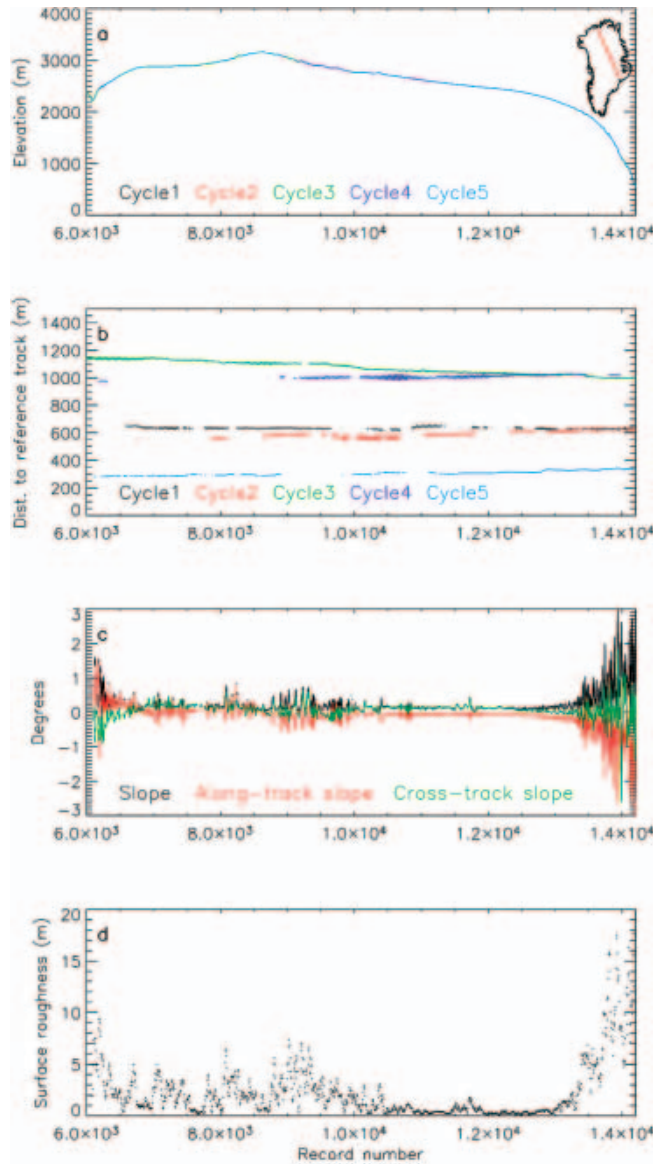 a
4000
3000
2000
1000
0
Elevation (m)
Cycle1 Cycle2 Cycle3 Cycle4 Cycle5
6.0×10³ 8.0×10³ 1.0×10⁴ 1.2×10⁴ 1.4×10⁴
b
1400
1200
1000
800
600
400
200
0
Dist. to reference track (m)
Cycle1 Cycle2 Cycle3 Cycle4 Cycle5
6.0×10³ 8.0×10³ 1.0×10⁴ 1.2×10⁴ 1.4×10⁴
c
3
2
1
0
-1
-2
-3
Degrees
Slope Along-track slope Cross-track slope
6.0×10³ 8.0×10³ 1.0×10⁴ 1.2×10⁴ 1.4×10⁴
d
20
15
10
5
0
Surface roughness (m)
6.0×10³ 8.0×10³ 1.0×10⁴ 1.2×10⁴ 1.4×10⁴
Record number